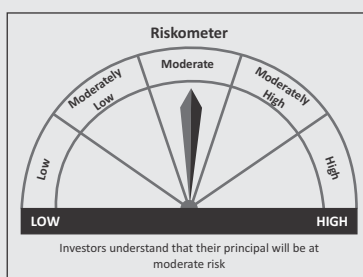 Riskometer
Low
Moderately
Low
Moderate
Moderately
High
High
LOW
HIGH
Investors understand that their principal will be at
moderate risk